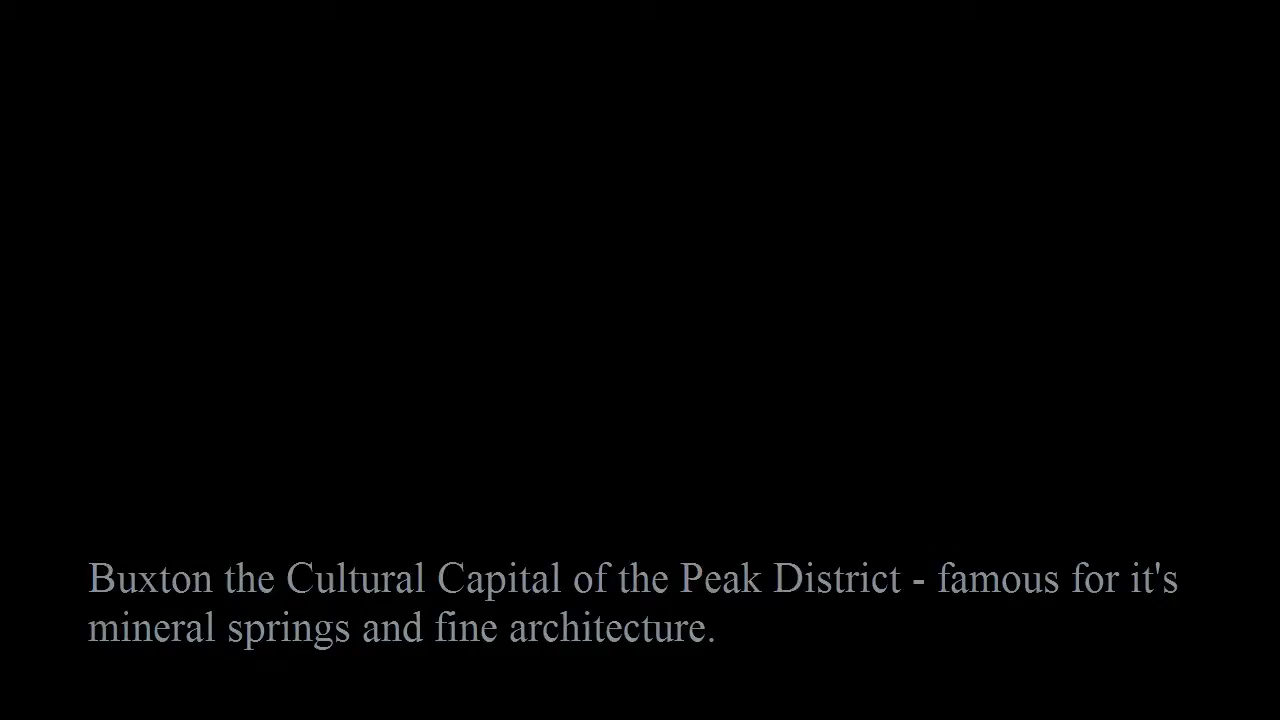 Buxton the Cultural Capital of the Peak District - famous for it's
mineral springs and fine architecture.